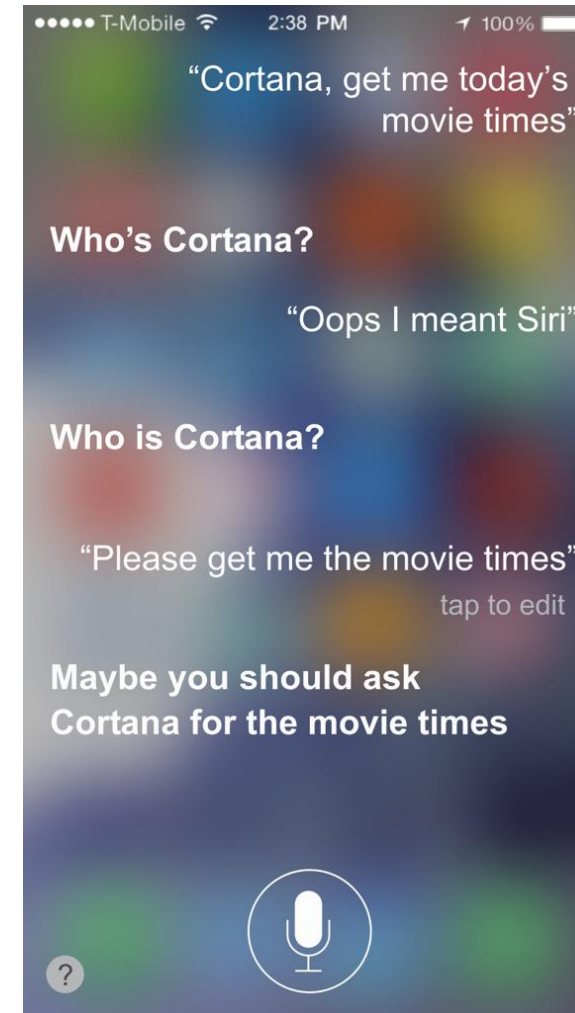 ●●●●● T-Mobile 2:38 PM 100%
“Cortana, get me today’s
movie times”
Who’s Cortana?
“Oops I meant Siri”
Who is Cortana?
“Please get me the movie times”
tap to edit
Maybe you should ask
Cortana for the movie times
?